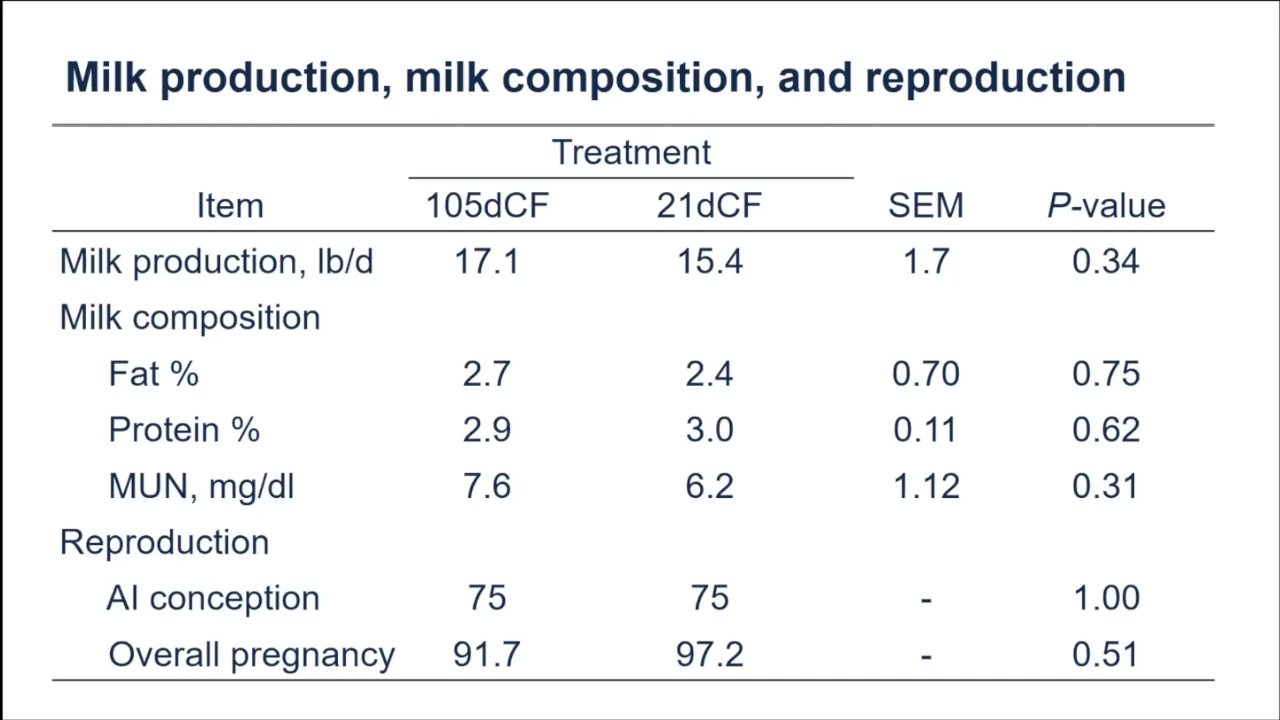 Milk production, milk composition, and reproduction
Treatment
Item 105dCF 21dCF SEM P-value
Milk production, lb/d 17.1 15.4 1.7 0.34
Milk composition
Fat % 2.7 2.4 0.70 0.75
Protein % 2.9 3.0 0.11 0.62
MUN, mg/dl 7.6 6.2 1.12 0.31
Reproduction
AI conception 75 75 - 1.00
Overall pregnancy 91.7 97.2 - 0.51